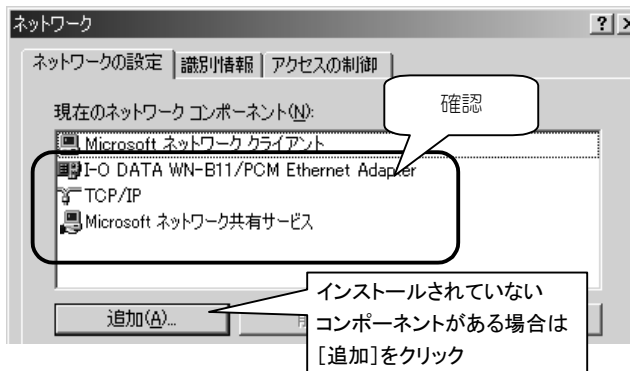 ネットワーク
ネットワークの設定 識別情報 アクセスの制御
現在のネットワーク コンポーネント(N):
確認
Microsoft ネットワーク クライアント
I-O DATA WN-B11/PCM Ethernet Adapter
TCP/IP
Microsoft ネットワーク共有サービス
追加(A)...
インストールされていない
コンポーネントがある場合は
[追加]をクリック